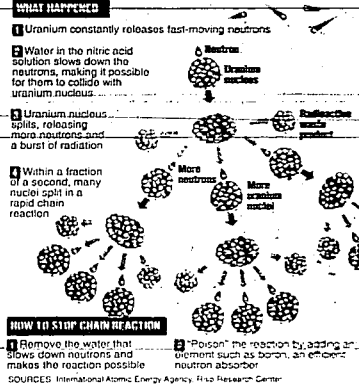 WHAT HAPPENED
1 Uranium constantly releases fast-moving neutrons
2 Water in the nitric acid
solution slows down the
neutrons, making it possible
for them to collide with
uranium nucleus
Neutron
Uranium
nucleus
3 Uranium nucleus
splits, releasing
more neutrons and
a burst of radiation
Radioactive
waste
product
4 Within a fraction
of a second, many
nuclei split in a
rapid chain
reaction
More
neutrons
More
uranium
nuclei
HOW TO STOP CHAIN REACTION
1 Remove the water that
slows down neutrons and
makes the reaction possible
2 "Poison" the reaction by adding an
element such as boron, an efficient
neutron absorber
SOURCES: International Atomic Energy Agency, Riso Research Center